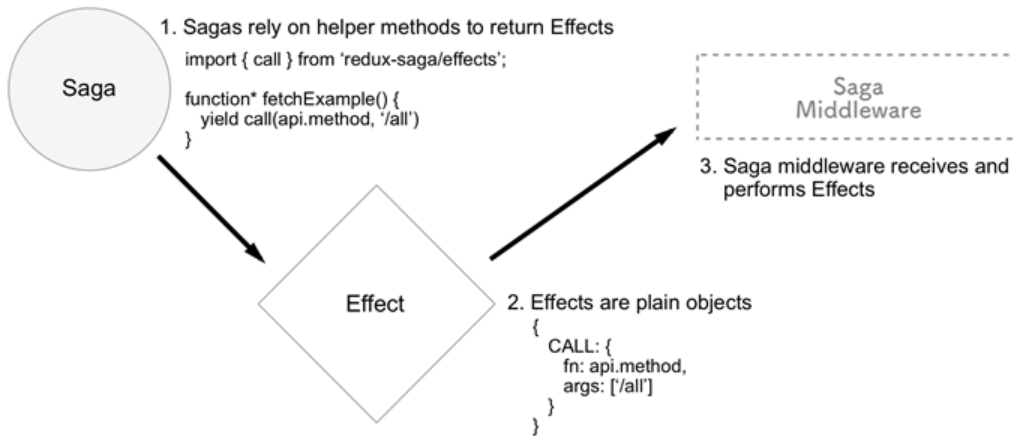 Saga
1. Sagas rely on helper methods to return Effects
import { call } from ‘redux-saga/effects’;
function* fetchExample() {
yield call(api.method, ‘/all’)
}
Saga
Middleware
3. Saga middleware receives and
performs Effects
Effect
2. Effects are plain objects
{
CALL: {
fn: api.method,
args: [‘/all’]
}
}